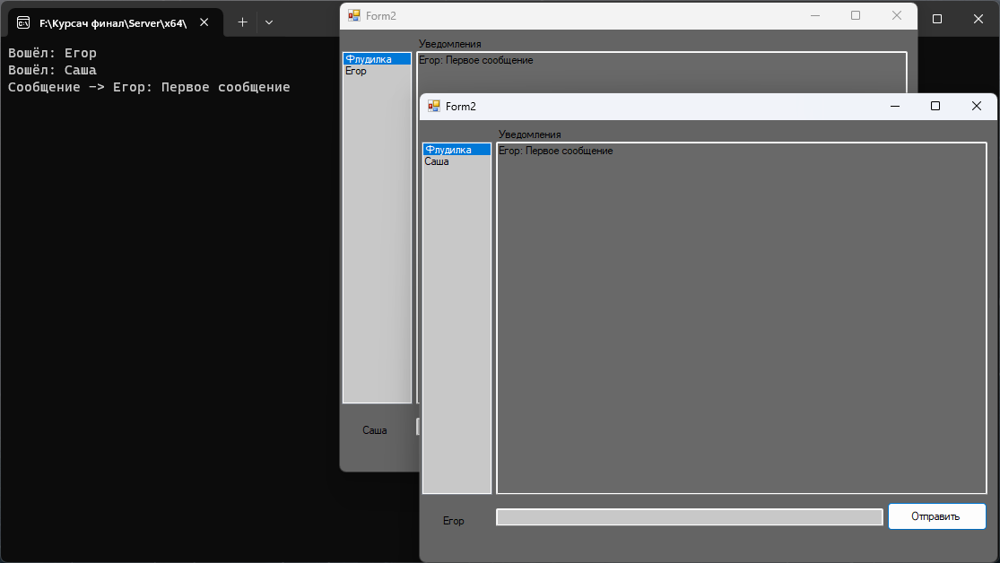 F:\Курсач финал\Server\x64\
Вошёл: Егор
Вошёл: Саша
Сообщение -> Егор: Первое сообщение
Form2
Уведомления
Флудилка
Егор
Егор: Первое сообщение
Саша
Form2
Уведомления
Флудилка
Саша
Егор: Первое сообщение
Егор
Отправить